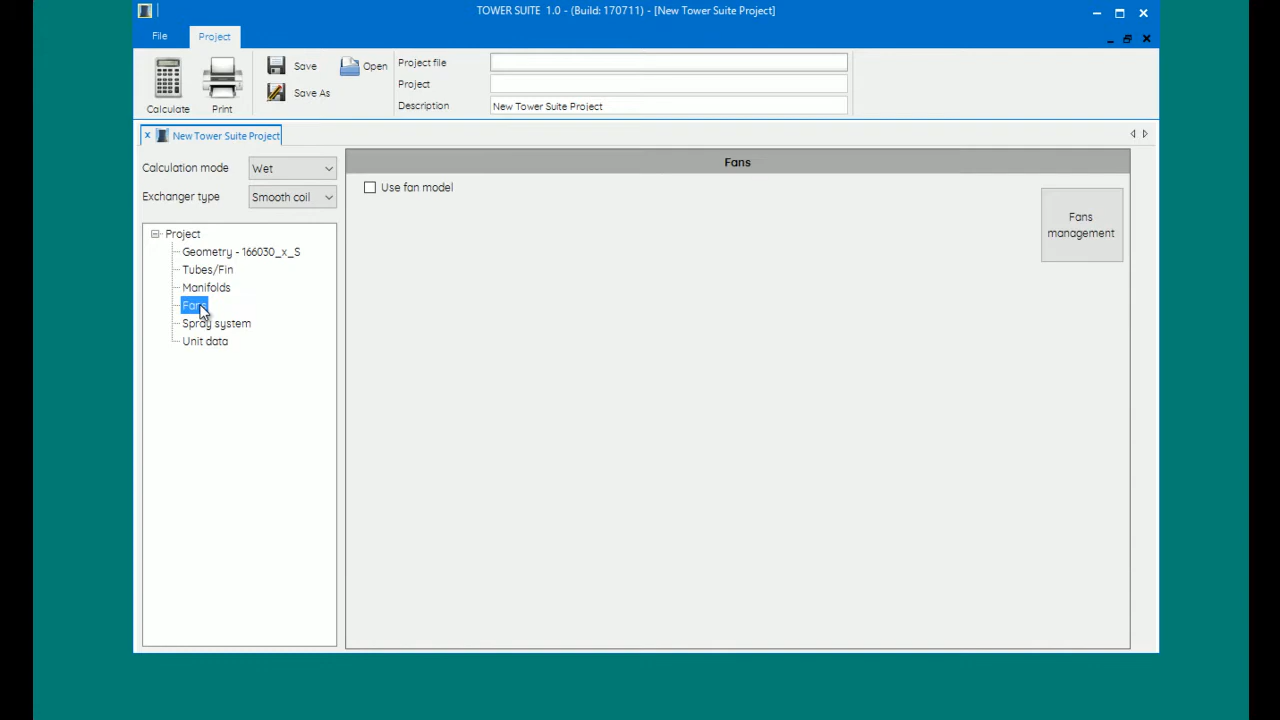 TOWER SUITE 1.0 - (Build: 170711) - [New Tower Suite Project]
File
Project
Calculate
Print
Save
Save As
Open
Project file
Project
Description
New Tower Suite Project
x New Tower Suite Project
Calculation mode
Wet
Exchanger type
Smooth coil
Project
Geometry - 166030_x_S
Tubes/Fin
Manifolds
Fans
Spray system
Unit data
Fans
Use fan model
Fans
management